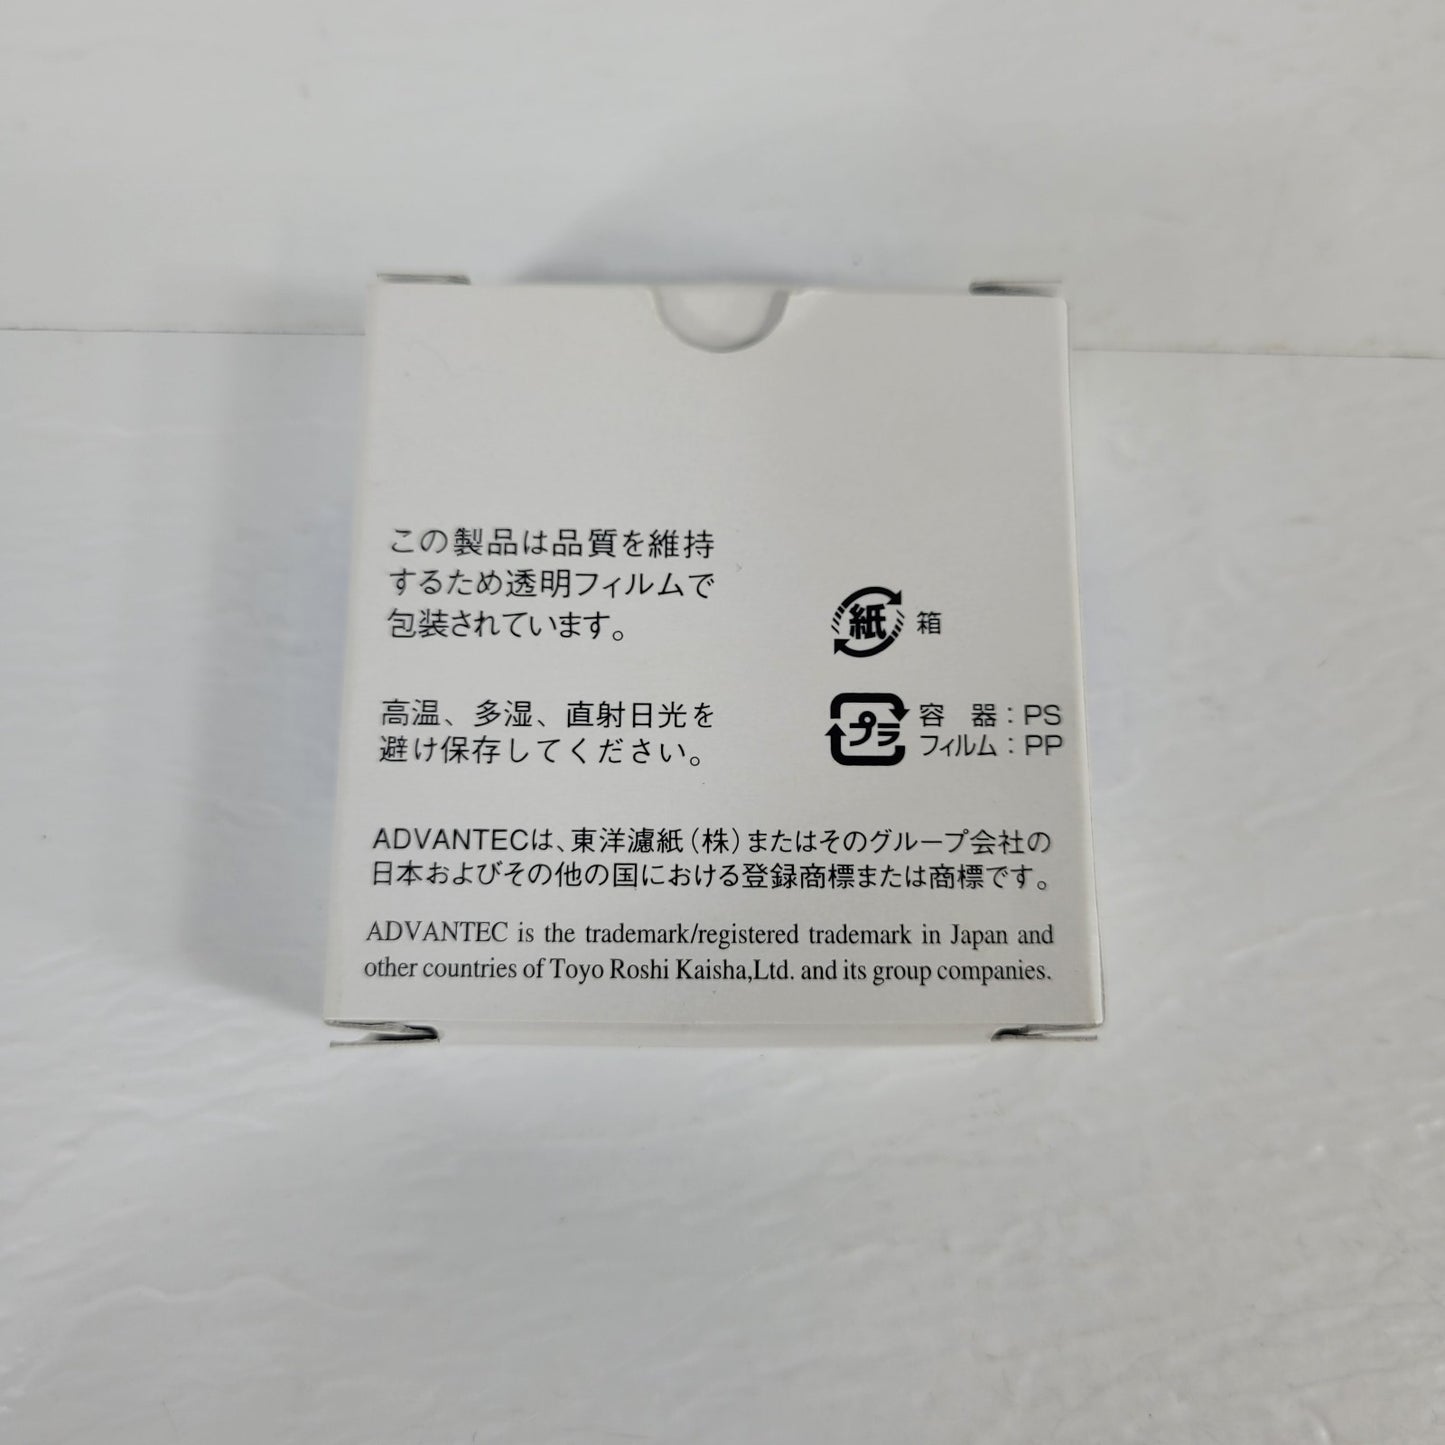 この製品は品質を維持
するため透明フィルムで
包装されています。
紙 箱
高温、多湿、直射日光を
避け保存してください。
プラ 容 器：PS
フィルム：PP
ADVANTECは、東洋濾紙（株）またはそのグループ会社の
日本およびその他の国における登録商標または商標です。
ADVANTEC is the trademark/registered trademark in Japan and
other countries of Toyo Roshi Kaisha,Ltd. and its group companies.